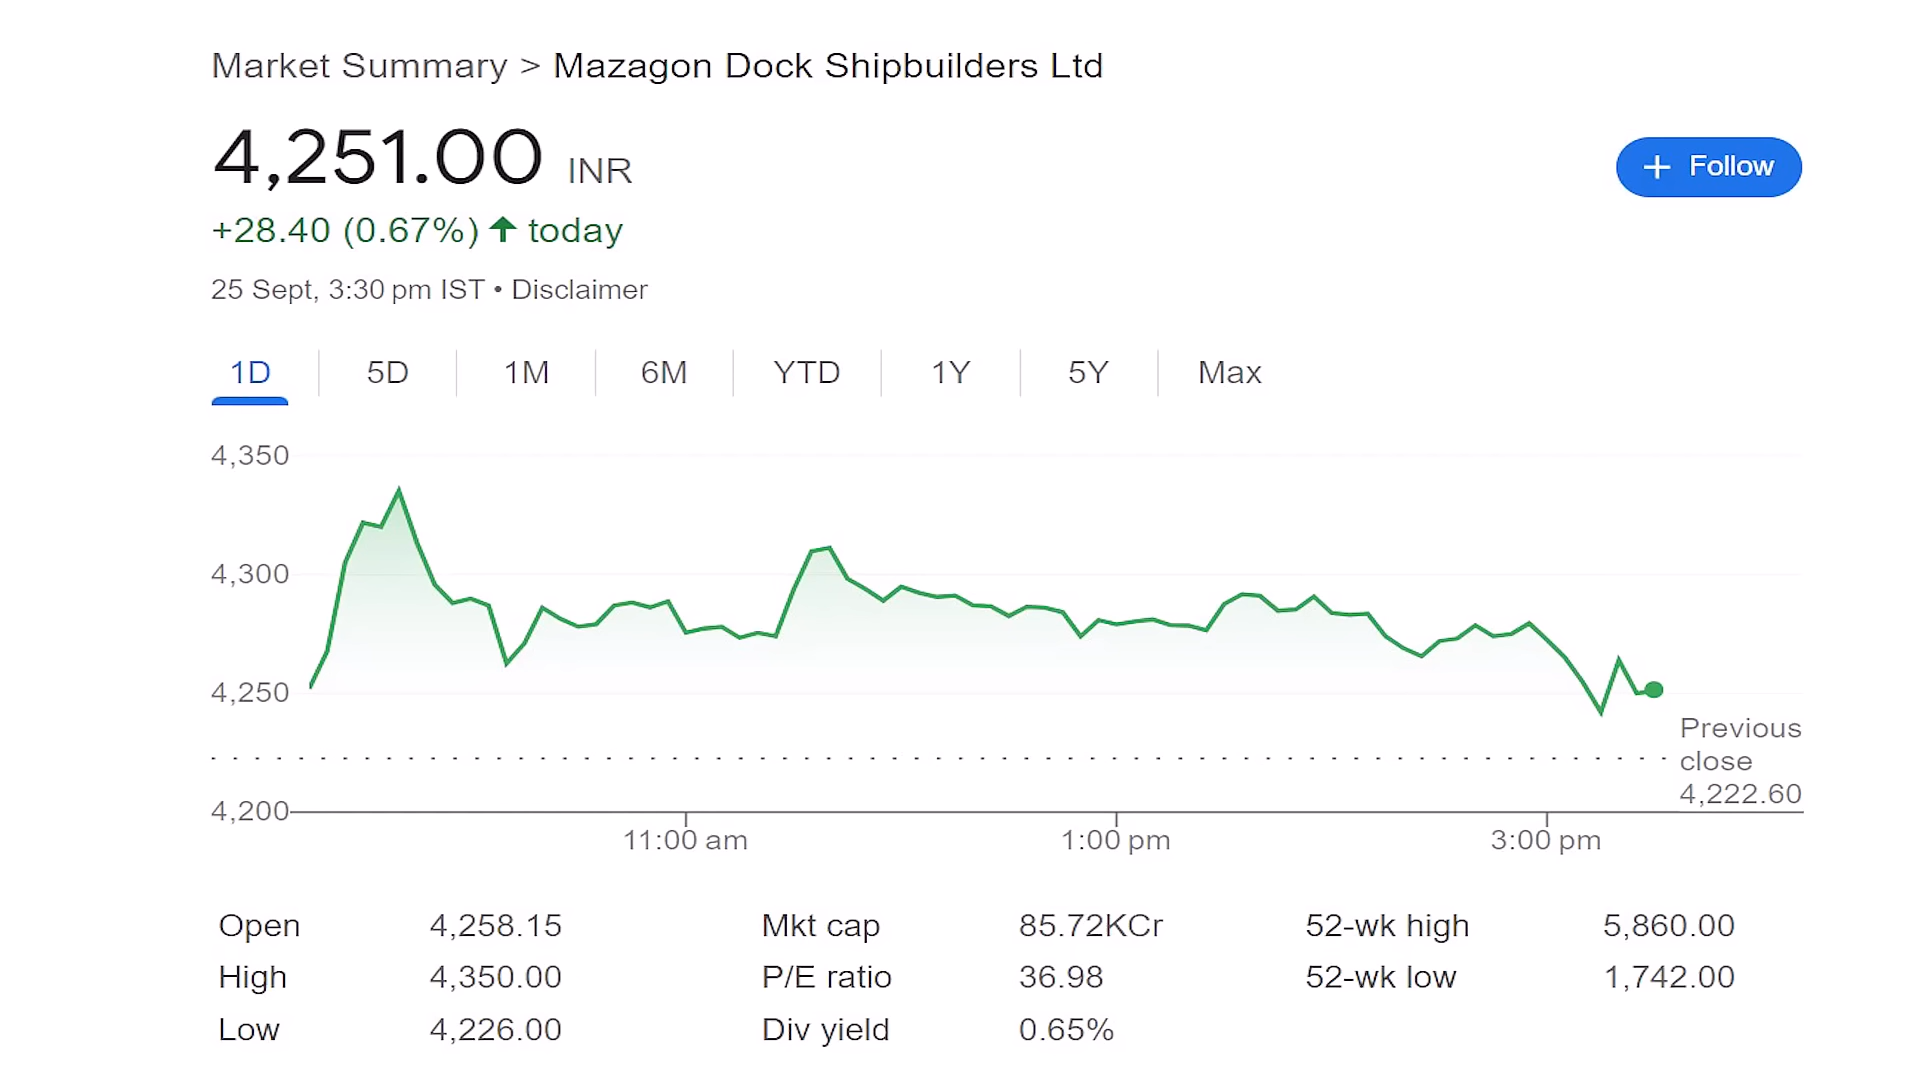 Market Summary > Mazagon Dock Shipbuilders Ltd
4,251.00 INR
+ Follow
+28.40 (0.67%) ↑ today
25 Sept, 3:30 pm IST • Disclaimer
1D 5D 1M 6M YTD 1Y 5Y Max
4,350
4,300
4,250
Previous
close
4,222.60
4,200
11:00 am 1:00 pm 3:00 pm
Open 4,258.15 Mkt cap 85.72KCr 52-wk high 5,860.00
High 4,350.00 P/E ratio 36.98 52-wk low 1,742.00
Low 4,226.00 Div yield 0.65%